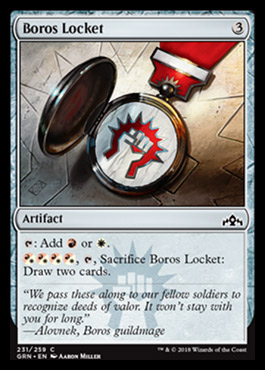 Boros Locket 3
Artifact
: Add or .
, , Sacrifice Boros Locket:
Draw two cards.
"We pass these along to our fellow soldiers to
recognize deeds of valor. It won't stay with
you for long."
—Alovnek, Boros guildmage
231/259 C
GRN • EN Aaron Miller
™ & © 2018 Wizards of the Coast